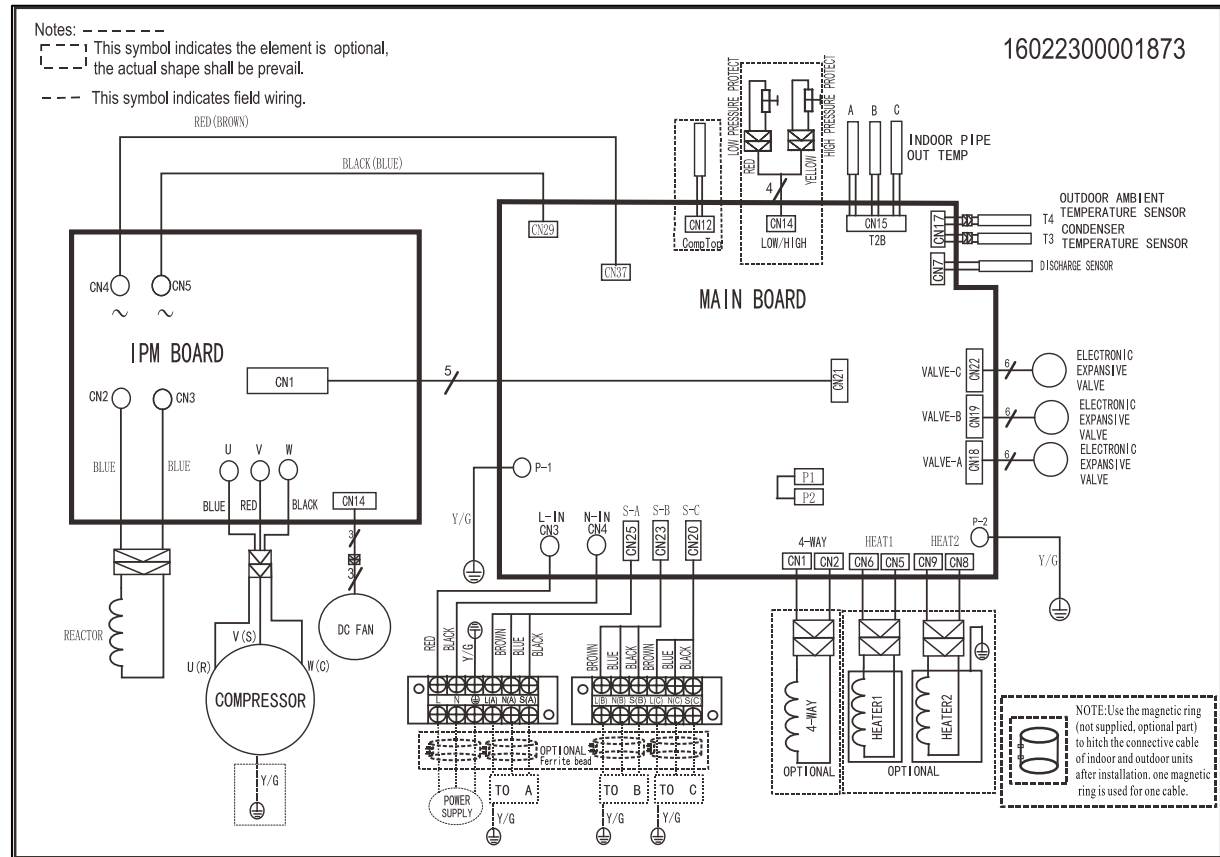 Notes:
This symbol indicates the element is optional,
the actual shape shall be prevail.
This symbol indicates field wiring.
16022300001873
RED(BROWN)
BLACK(BLUE)
LOW PRESSURE PROTECT
HIGH PRESSURE PROTECT
RED
YELLOW
4
CN12
CompTop
CN14
LOW/HIGH
A B C
INDOOR PIPE
OUT TEMP
CN15
T2B
CN17
T4
OUTDOOR AMBIENT
TEMPERATURE SENSOR
T3
CONDENSER
TEMPERATURE SENSOR
CN7
DISCHARGE SENSOR
CN29
CN37
MAIN BOARD
CN4
CN5
IPM BOARD
CN1
5
CN21
CN2
CN3
BLUE
BLUE
U V W
BLUE
RED
BLACK
CN14
3
3
DC FAN
REACTOR
V(S)
U(R)
W(C)
COMPRESSOR
Y/G
VALVE-C
CN22
6
ELECTRONIC
EXPANSIVE
VALVE
VALVE-B
CN19
6
ELECTRONIC
EXPANSIVE
VALVE
VALVE-A
CN18
6
ELECTRONIC
EXPANSIVE
VALVE
P-1
Y/G
P1
P2
P-2
Y/G
L-IN
CN3
N-IN
CN4
S-A
CN25
S-B
CN23
S-C
CN20
4-WAY
CN1 CN2
HEAT1
CN6 CN5
HEAT2
CN9 CN8
RED
BLACK
Y/G
BROWN
BLUE
BLACK
BROWN
BLUE
BLACK
BROWN
BLUE
BLACK
L N L(A) N(A) S(A)
L(B) N(B) S(B) L(C) N(C) S(C)
OPTIONAL
Ferrite bead
POWER
SUPPLY
TO A
Y/G
TO B
Y/G
TO C
Y/G
4-WAY
OPTIONAL
HEATER1
HEATER2
OPTIONAL
NOTE:Use the magnetic ring
(not supplied, optional part)
to hitch the connective cable
of indoor and outdoor units
after installation. one magnetic
ring is used for one cable.